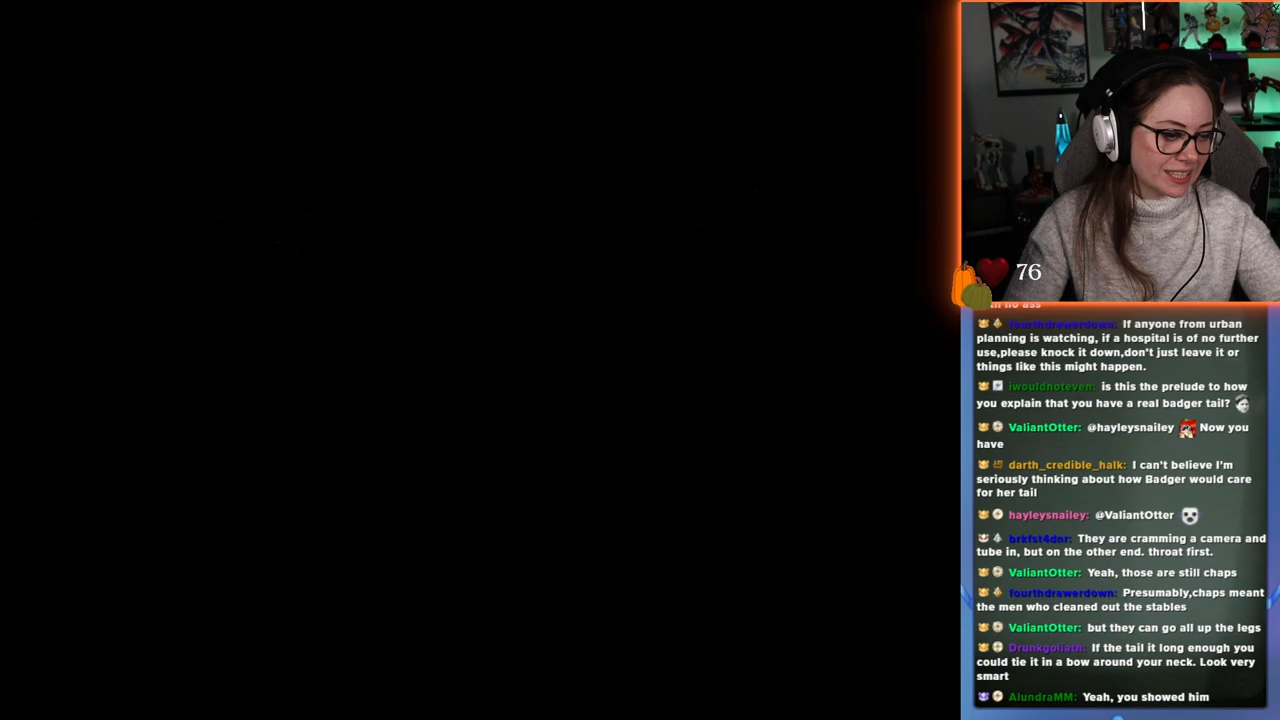 76
no ass
fourthdrawerdown: If anyone from urban
planning is watching, if a hospital is of no further
use,please knock it down,don't just leave it or
things like this might happen.
iwouldnoteven: is this the prelude to how
you explain that you have a real badger tail?
ValiantOtter: @hayleysnailey Now you
have
darth_credible_halk: I can't believe I'm
seriously thinking about how Badger would care
for her tail
hayleysnailey: @ValiantOtter
brkfst4dnr: They are cramming a camera and
tube in, but on the other end. throat first.
ValiantOtter: Yeah, those are still chaps
fourthdrawerdown: Presumably,chaps meant
the men who cleaned out the stables
ValiantOtter: but they can go all up the legs
Drunkgoliath: If the tail it long enough you
could tie it in a bow around your neck. Look very
smart
AlundraMM: Yeah, you showed him